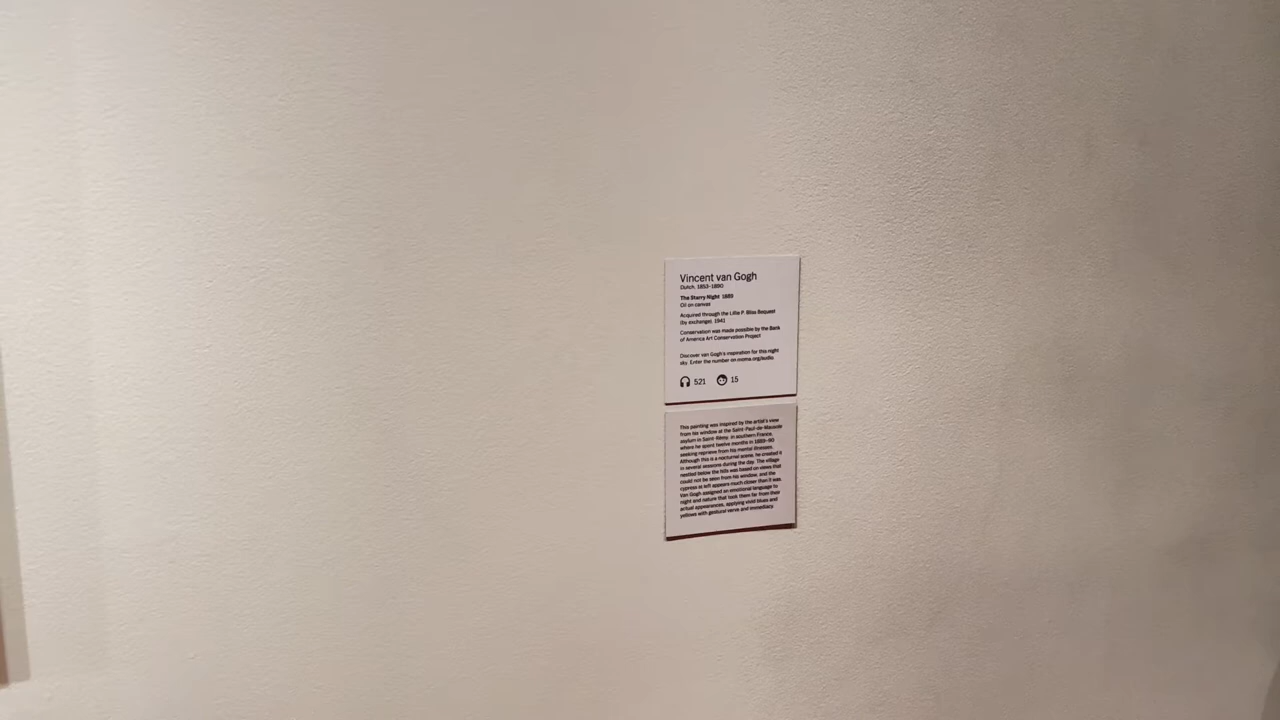 Vincent van Gogh
Dutch, 1853–1890
The Starry Night 1889
Oil on canvas
Acquired through the Lillie P. Bliss Bequest
(by exchange), 1941
Conservation was made possible by the Bank
of America Art Conservation Project
Discover van Gogh's inspiration for this night
sky. Enter the number on moma.org/audio
521 15
This painting was inspired by the artist's view
from his window at the Saint-Paul-de-Mausole
asylum in Saint-Rémy, in southern France,
where he spent twelve months in 1889–90
seeking reprieve from his mental illnesses.
Although this is a nocturnal scene, he created it
in several sessions during the day. The village
nestled below the hills was based on views that
could not be seen from his window, and the
cypress at left appears much closer than it was.
Van Gogh assigned an emotional language to
night and nature that took them far from their
actual appearances, applying vivid blues and
yellows with gestural verve and immediacy.